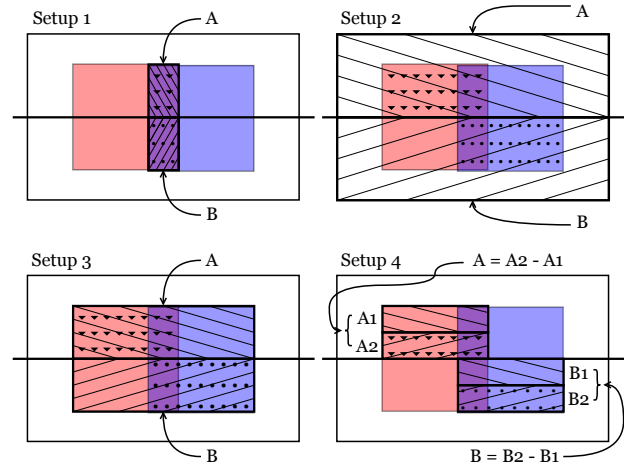 Setup 1
A
B
Setup 2
A
B
Setup 3
A
B
Setup 4
A = A2 - A1
A1
A2
B1
B2
B = B2 - B1